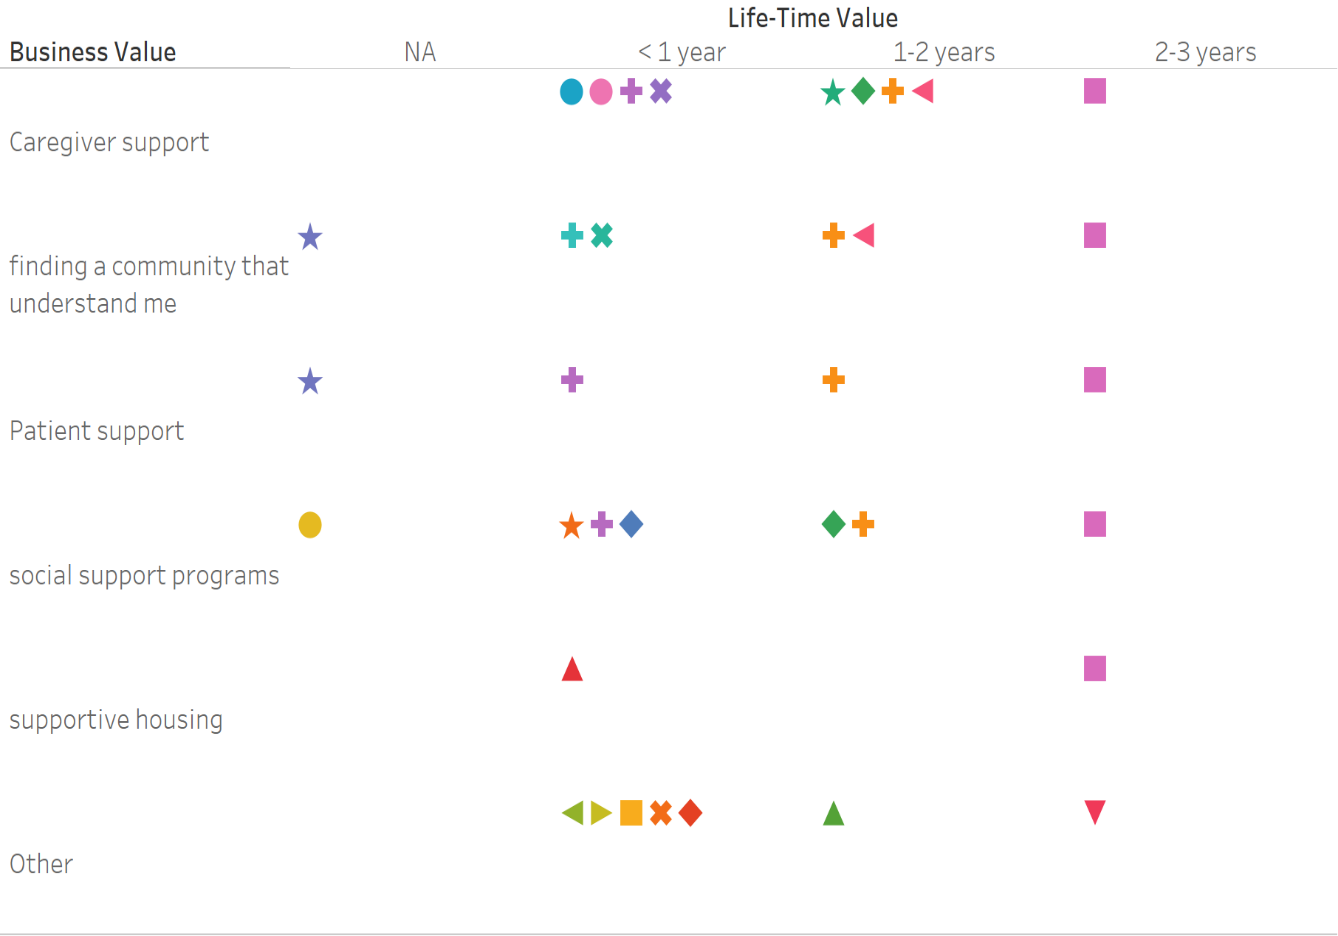 Life-Time Value
Business Value NA < 1 year 1-2 years 2-3 years
Caregiver support
finding a community that
understand me
Patient support
social support programs
supportive housing
Other